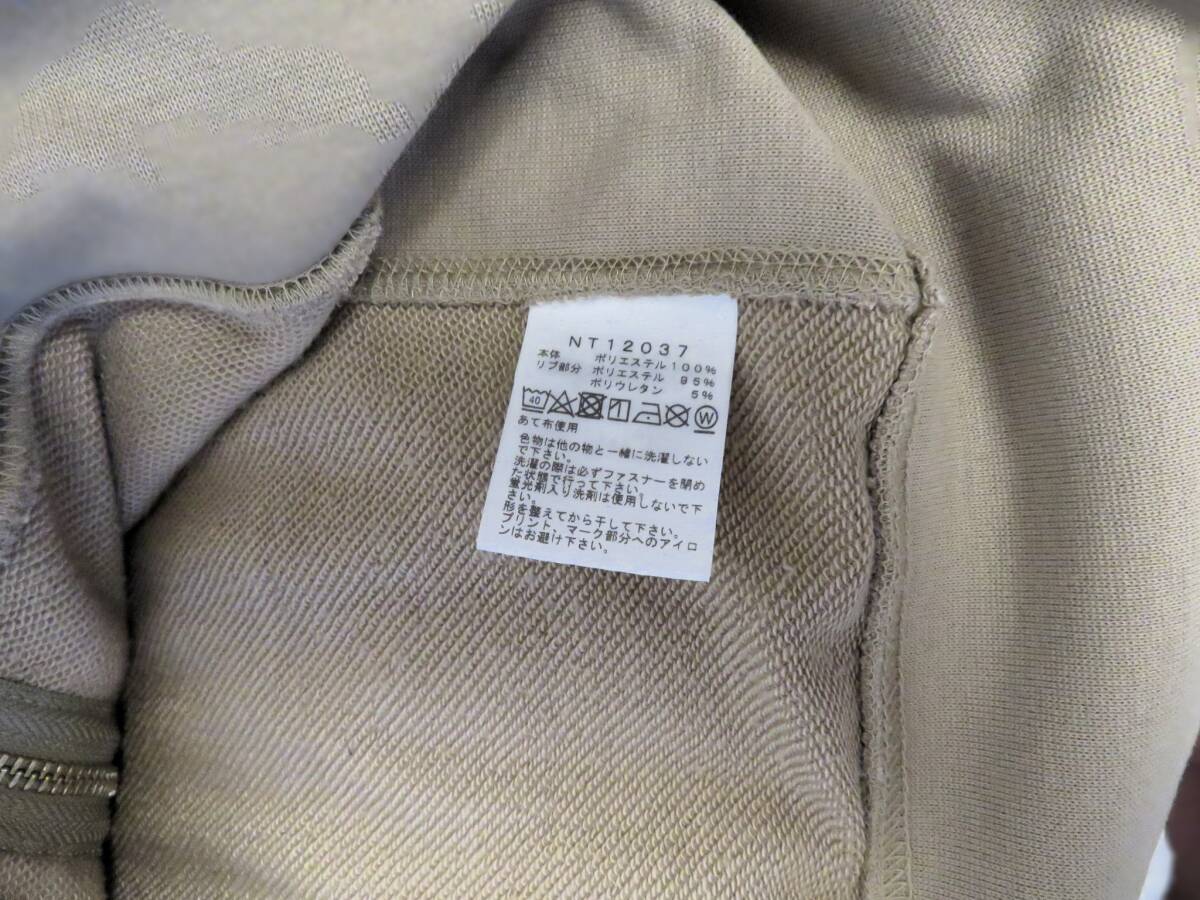 NT12037
本体 ポリエステル 100%
リブ部分 ポリエステル 95%
ポリウレタン 5%
40 W
あて布使用
色物は他の物と一緒に洗濯しない
で下さい。
洗濯の際は必ずファスナーを閉め
た状態で行って下さい。
蛍光剤入り洗剤は使用しないで下
さい。
形を整えてから干して下さい。
プリント、マーク部分へのアイロ
ンはお避け下さい。